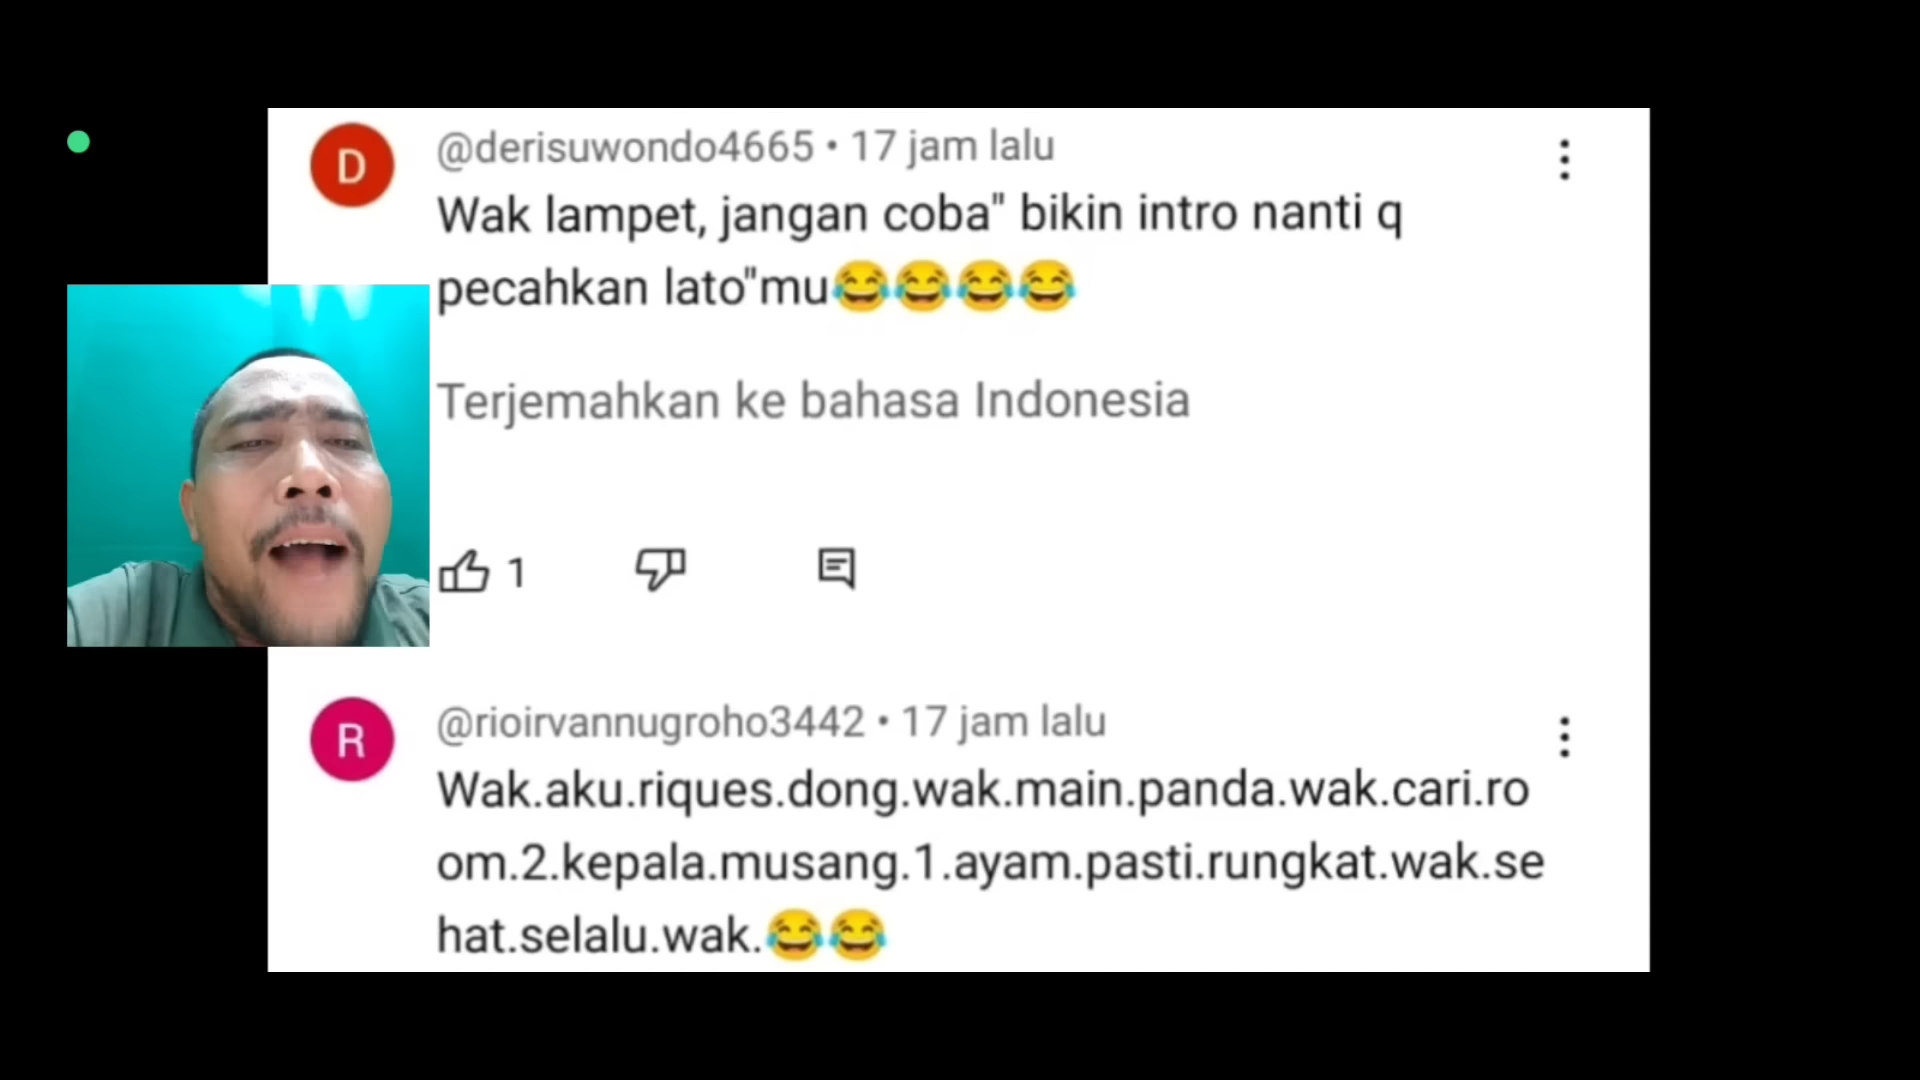 D
@derisuwondo4665 • 17 jam lalu
Wak lampet, jangan coba" bikin intro nanti q
pecahkan lato"mu😂😂😂😂
Terjemahkan ke bahasa Indonesia
1
R
@rioirvannugroho3442 • 17 jam lalu
Wak.aku.riques.dong.wak.main.panda.wak.cari.ro
om.2.kepala.musang.1.ayam.pasti.rungkat.wak.se
hat.selalu.wak.😂😂